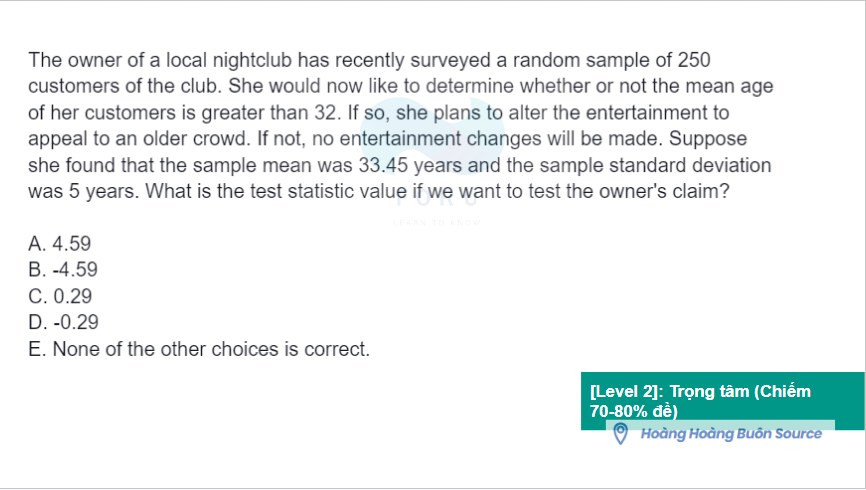 The owner of a local nightclub has recently surveyed a random sample of 250
customers of the club. She would now like to determine whether or not the mean age
of her customers is greater than 32. If so, she plans to alter the entertainment to
appeal to an older crowd. If not, no entertainment changes will be made. Suppose
she found that the sample mean was 33.45 years and the sample standard deviation
was 5 years. What is the test statistic value if we want to test the owner's claim?
A. 4.59
B. -4.59
C. 0.29
D. -0.29
E. None of the other choices is correct.
[Level 2]: Trọng tâm (Chiếm
70-80% đề)
Hoàng Hoàng Buôn Source